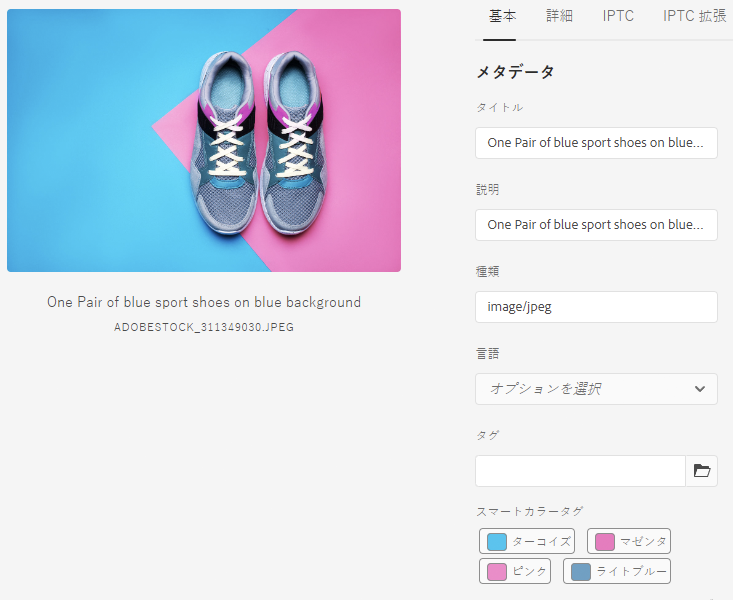 基本 詳細 IPTC IPTC 拡張
メタデータ
タイトル
One Pair of blue sport shoes on blue...
説明
One Pair of blue sport shoes on blue...
種類
image/jpeg
言語
オプションを選択
タグ
スマートカラータグ
ターコイズ マゼンタ
ピンク ライトブルー
One Pair of blue sport shoes on blue background
ADOBESTOCK_311349030.JPEG